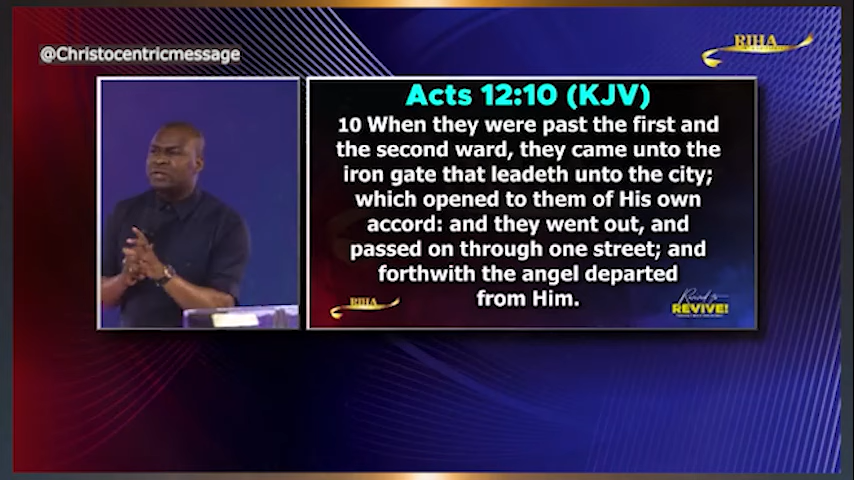 @Christocentricmessage
RIHA
Acts 12:10 (KJV)
10 When they were past the first and
the second ward, they came unto the
iron gate that leadeth unto the city;
which opened to them of His own
accord: and they went out, and
passed on through one street; and
forthwith the angel departed
from Him.
RIHA
REVIVE!